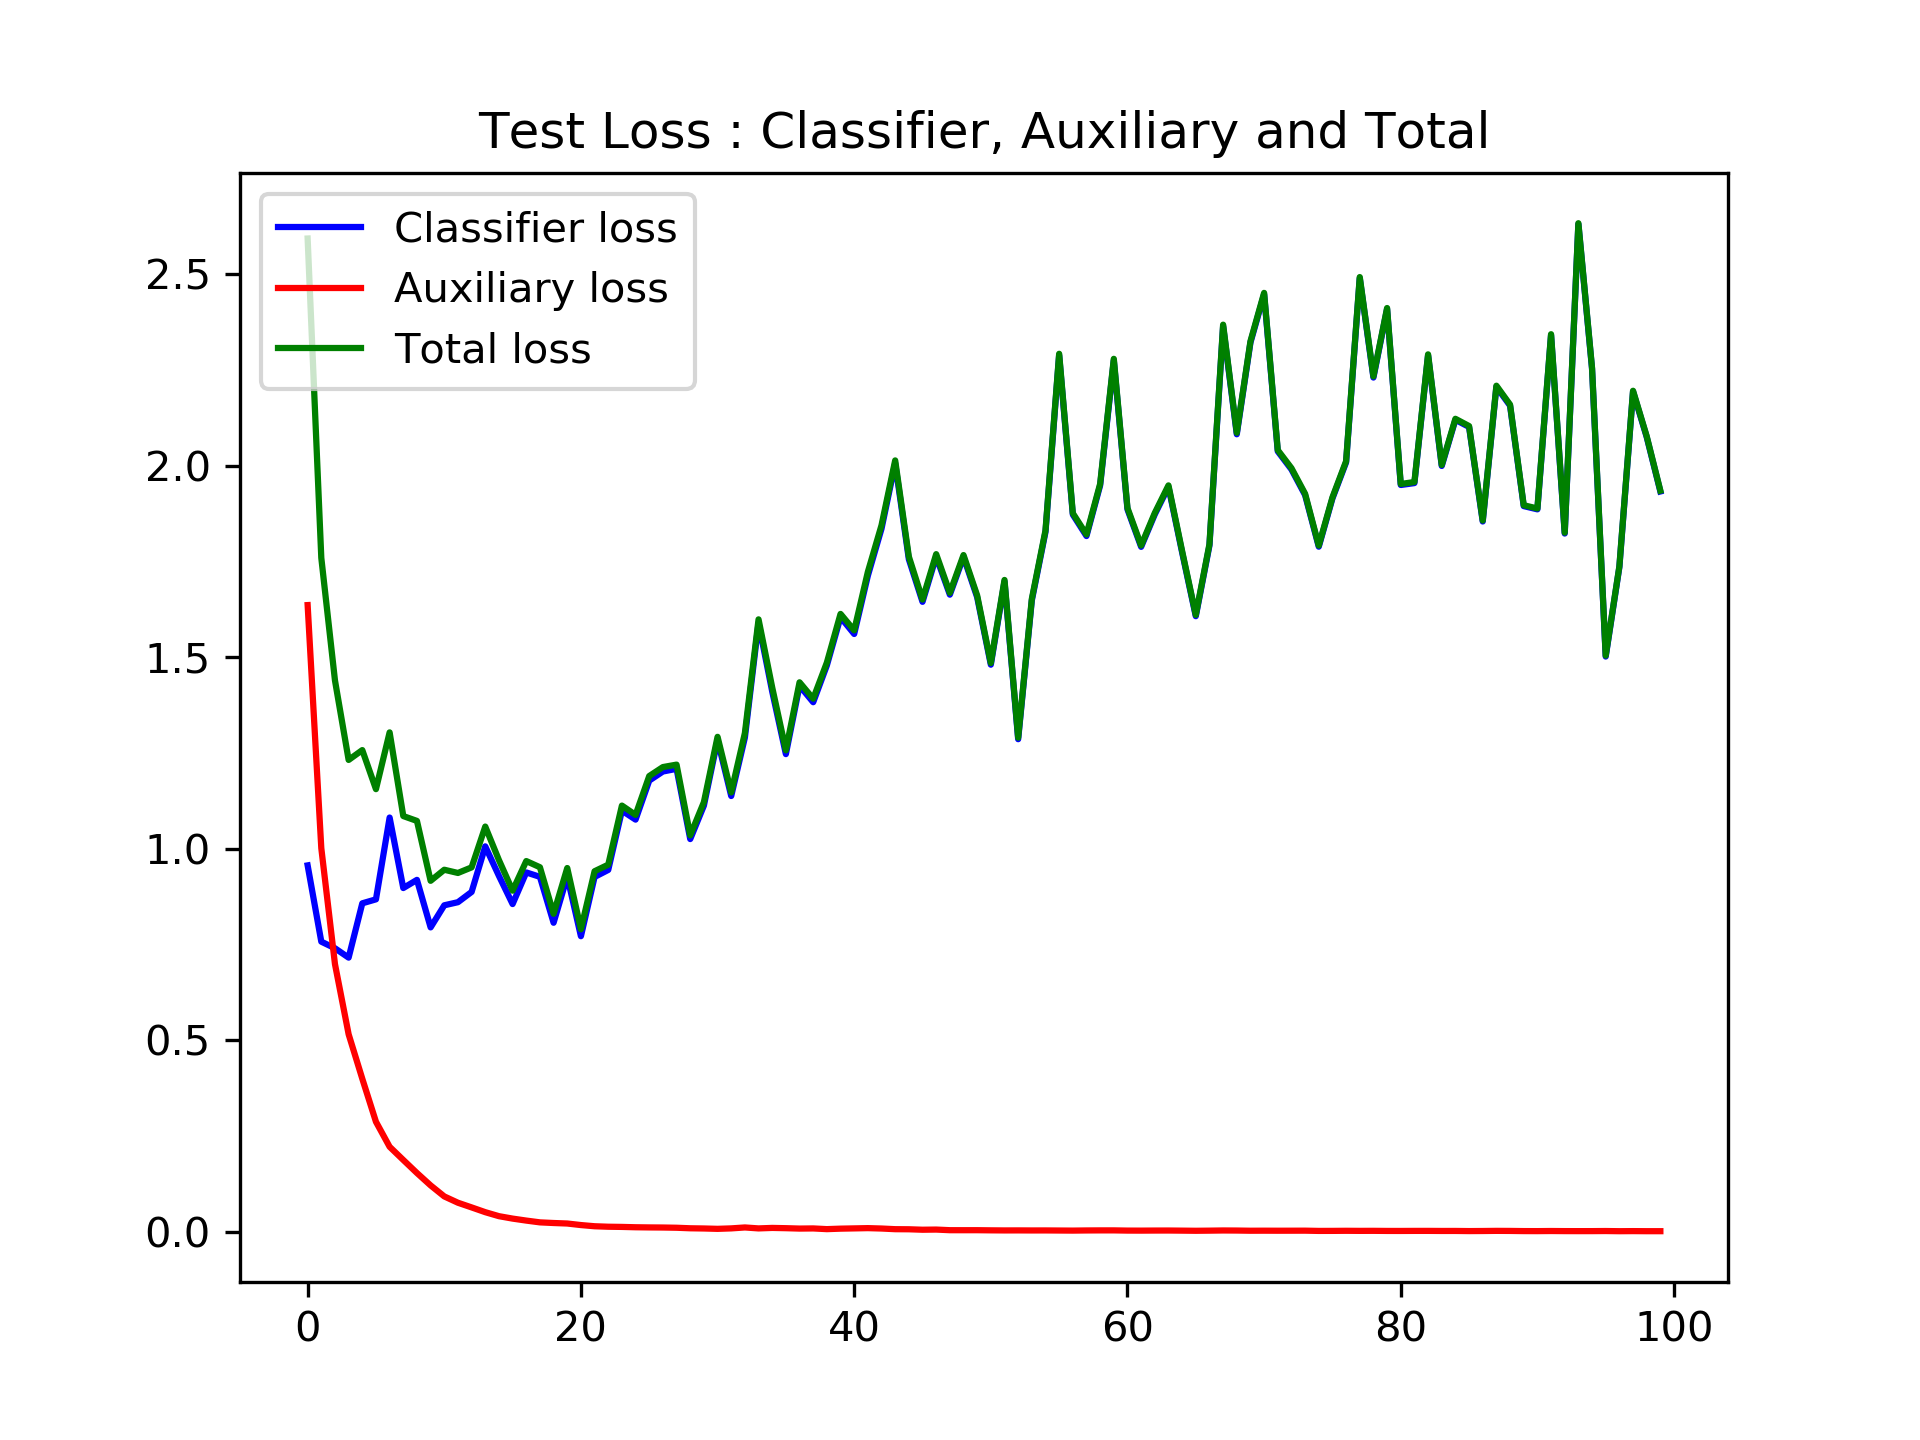 Test Loss : Classifier, Auxiliary and Total
Classifier loss
Auxiliary loss
Total loss
2.5
2.0
1.5
1.0
0.5
0.0
0 20 40 60 80 100